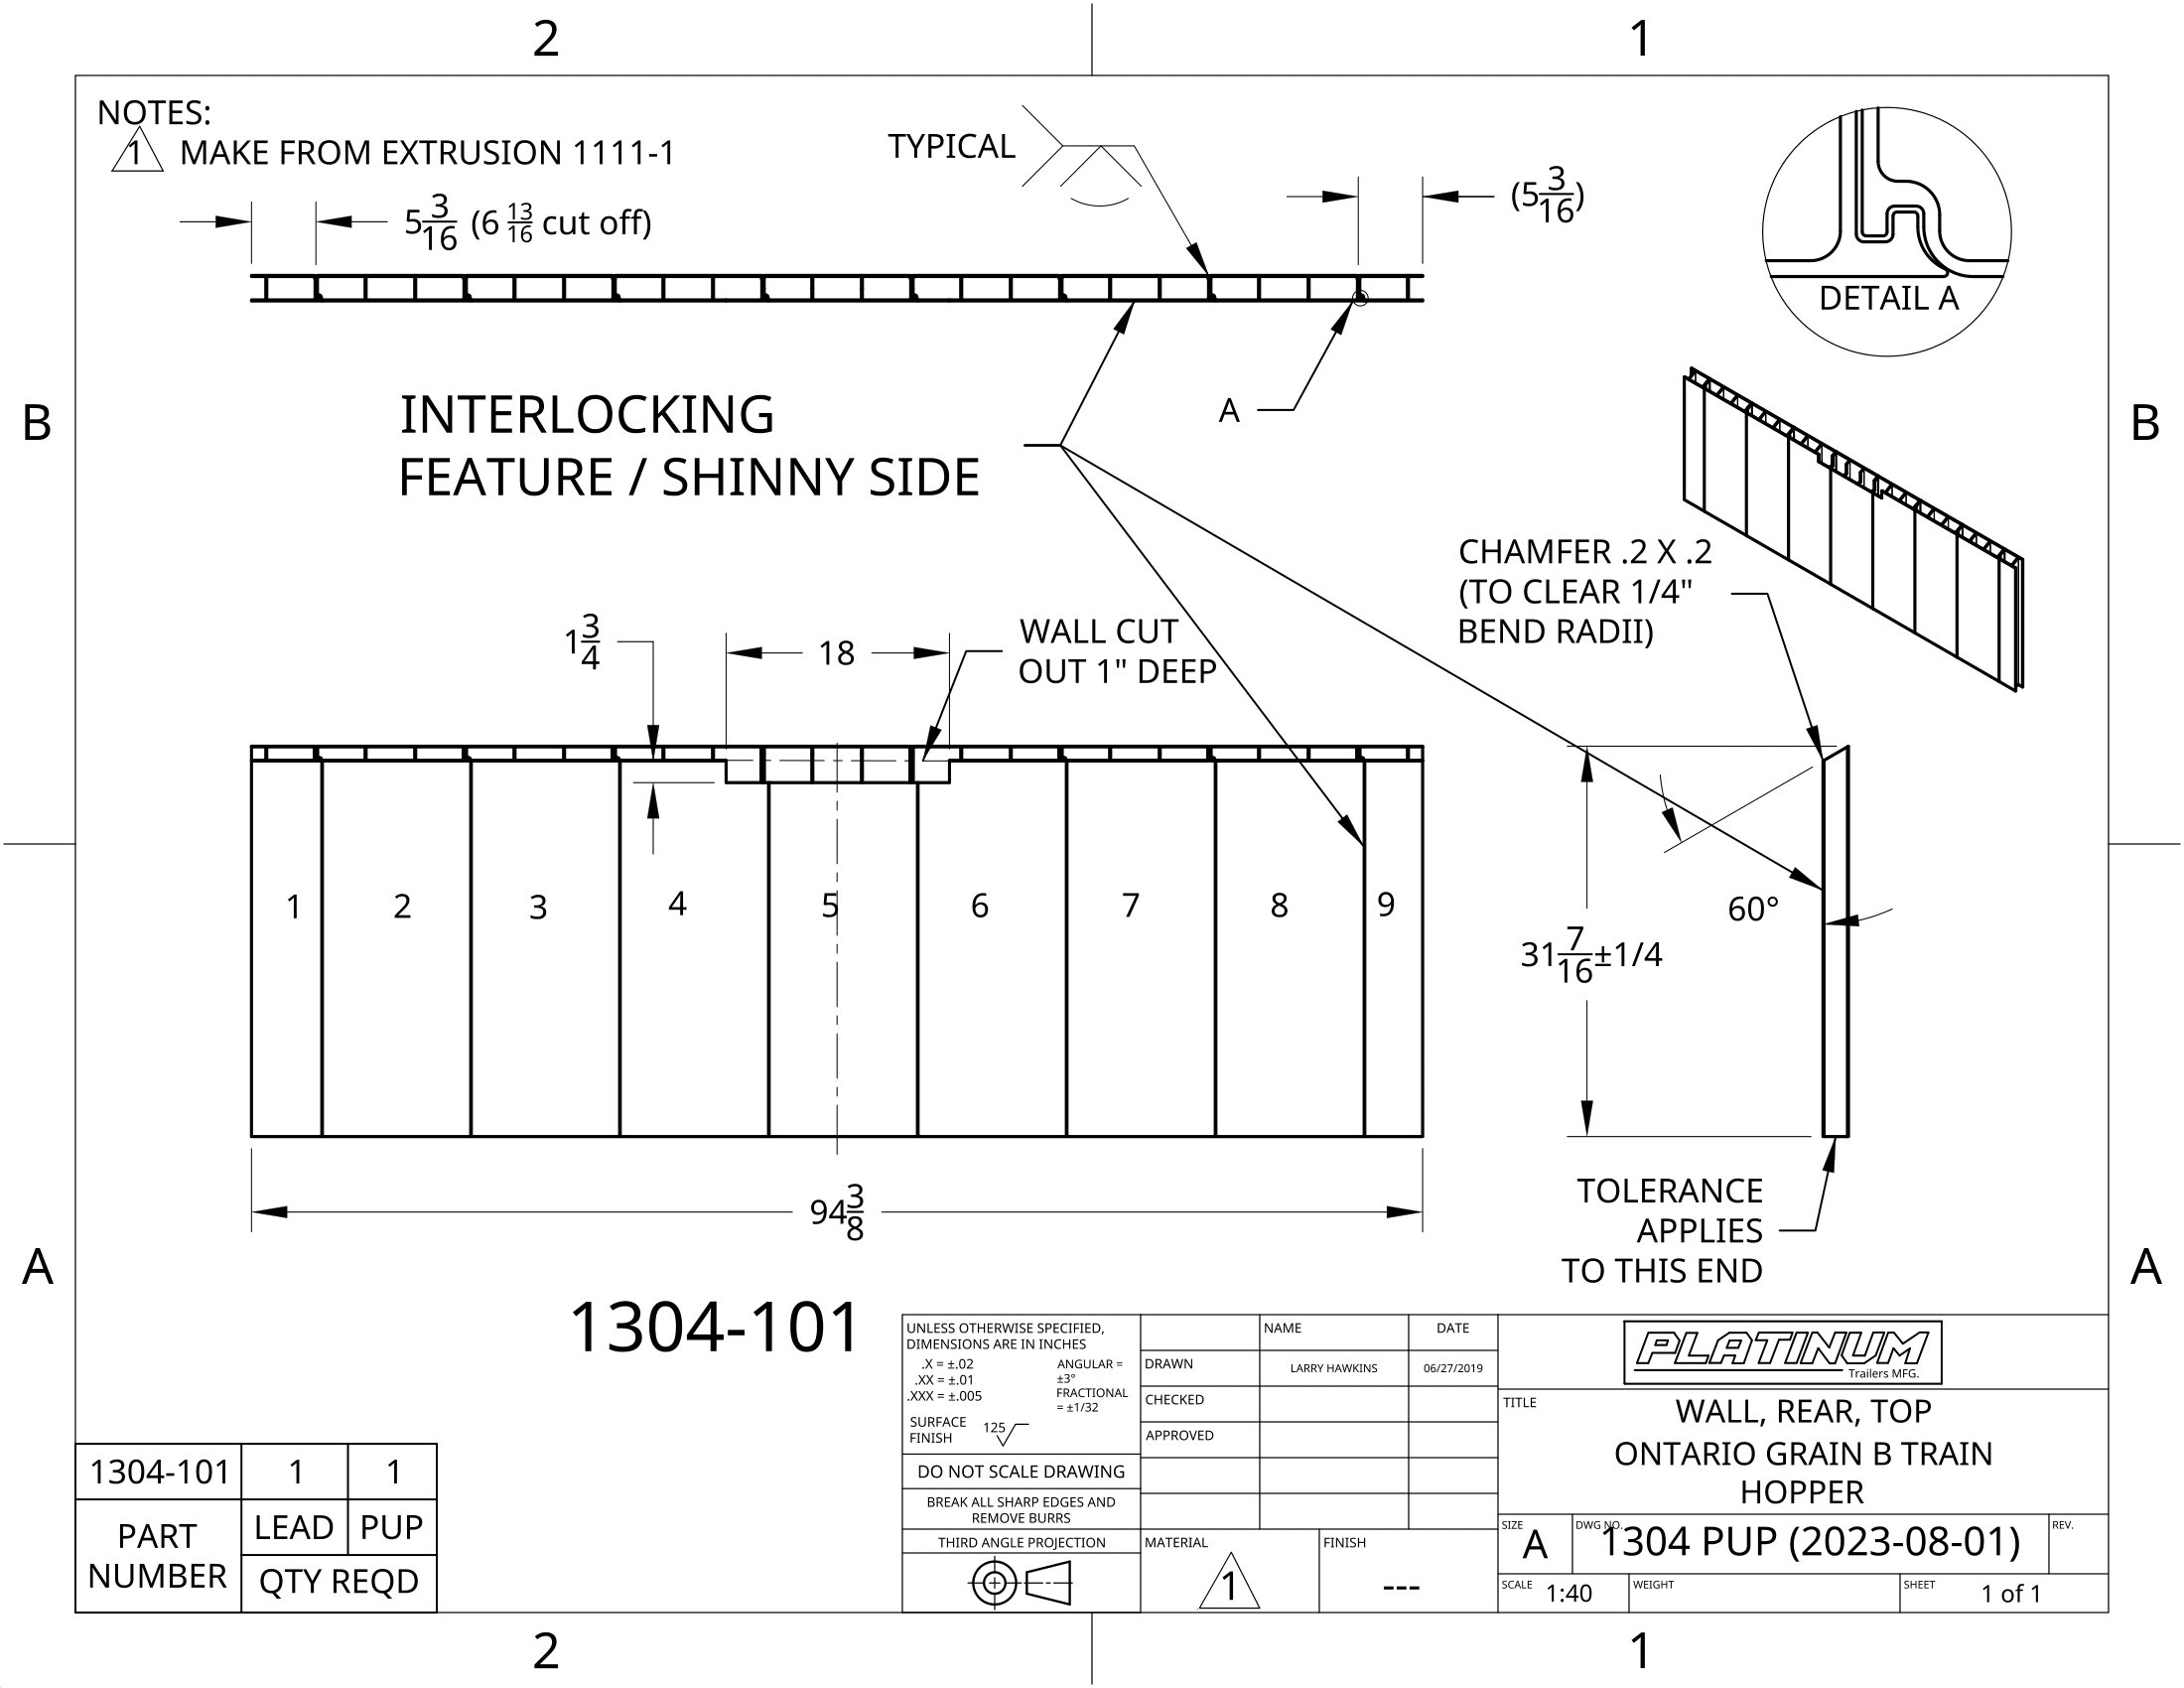 2
1
NOTES:
1 MAKE FROM EXTRUSION 1111-1
TYPICAL
5 3/16 (6 13/16 cut off)
(5 3/16)
DETAIL A
B
B
INTERLOCKING
FEATURE / SHINNY SIDE
A
CHAMFER .2 X .2
(TO CLEAR 1/4"
BEND RADII)
1 3/4
18
WALL CUT
OUT 1" DEEP
1
2
3
4
5
6
7
8
9
60°
31 7/16 ±1/4
94 3/8
TOLERANCE
APPLIES
TO THIS END
A
A
1304-101
1304-101 1 1
PART
NUMBER
LEAD PUP
QTY REQD
UNLESS OTHERWISE SPECIFIED,
DIMENSIONS ARE IN INCHES
.X = ±.02
.XX = ±.01
.XXX = ±.005
ANGULAR =
±3°
FRACTIONAL
= ±1/32
SURFACE
FINISH
125
DO NOT SCALE DRAWING
BREAK ALL SHARP EDGES AND
REMOVE BURRS
THIRD ANGLE PROJECTION
NAME DATE
DRAWN LARRY HAWKINS 06/27/2019
CHECKED
APPROVED
MATERIAL
1
FINISH
---
PLATINUM
Trailers MFG.
TITLE
WALL, REAR, TOP
ONTARIO GRAIN B TRAIN
HOPPER
SIZE
A
DWG NO.
1304 PUP (2023-08-01)
REV.
SCALE 1:40
WEIGHT
SHEET 1 of 1
2
1